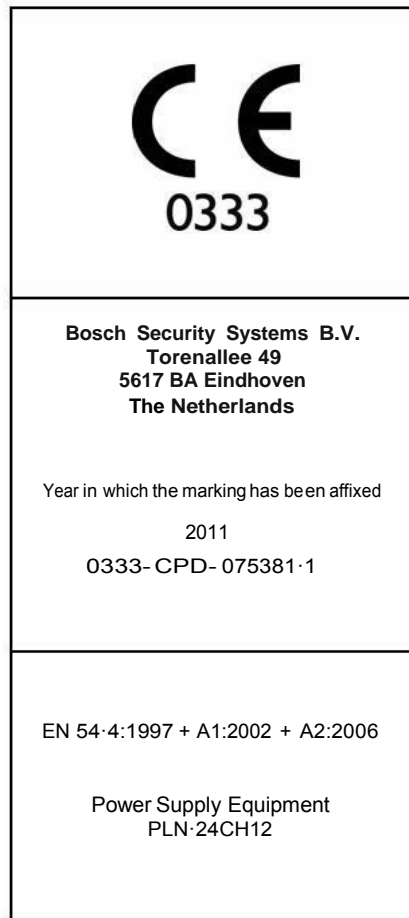 CE
0333
Bosch Security Systems B.V.
Torenallee 49
5617 BA Eindhoven
The Netherlands
Year in which the marking has been affixed
2011
0333-CPD-075381·1
EN 54·4:1997 + A1:2002 + A2:2006
Power Supply Equipment
PLN·24CH12